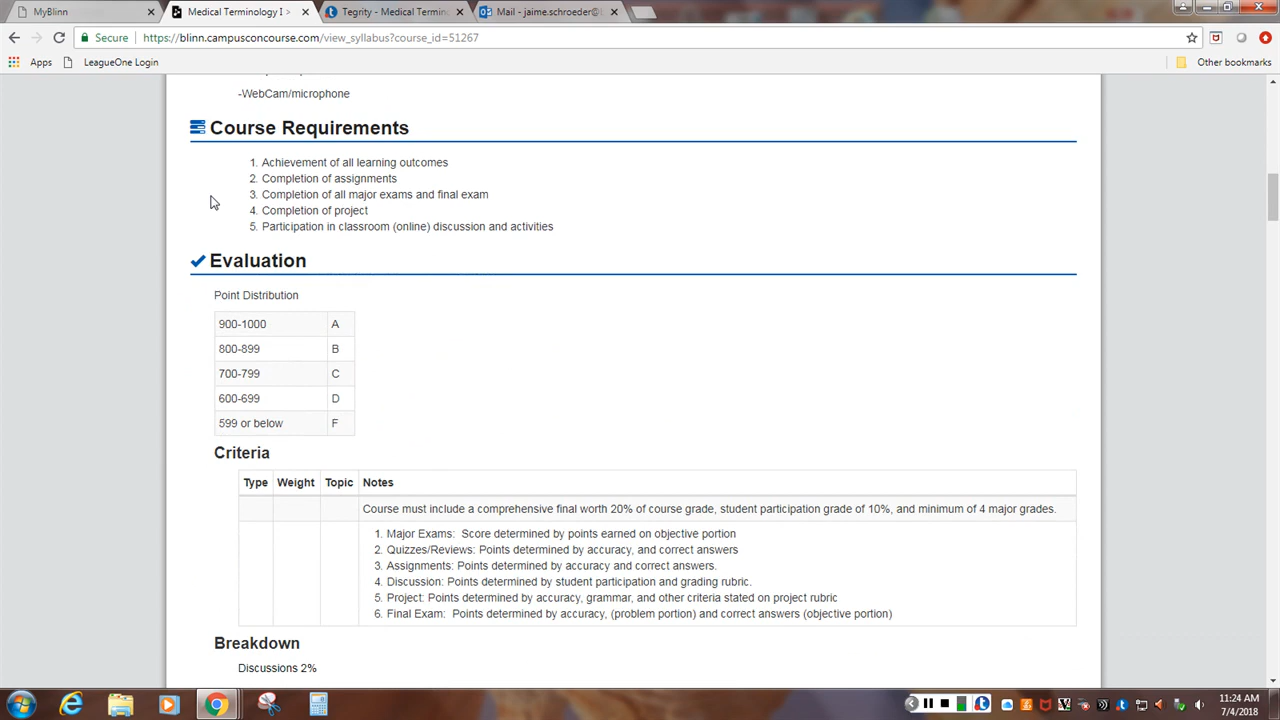 MyBlinn
Medical Terminology I >
Tegrity - Medical Termin
Mail - jaime.schroeder@
Secure
https://blinn.campusconcourse.com/view_syllabus?course_id=51267
Apps
LeagueOne Login
Other bookmarks
-WebCam/microphone
Course Requirements
1. Achievement of all learning outcomes
2. Completion of assignments
3. Completion of all major exams and final exam
4. Completion of project
5. Participation in classroom (online) discussion and activities
Evaluation
Point Distribution
900-1000 A
800-899 B
700-799 C
600-699 D
599 or below F
Criteria
Type Weight Topic Notes
Course must include a comprehensive final worth 20% of course grade, student participation grade of 10%, and minimum of 4 major grades.
1. Major Exams: Score determined by points earned on objective portion
2. Quizzes/Reviews: Points determined by accuracy, and correct answers
3. Assignments: Points determined by accuracy and correct answers.
4. Discussion: Points determined by student participation and grading rubric.
5. Project: Points determined by accuracy, grammar, and other criteria stated on project rubric
6. Final Exam: Points determined by accuracy, (problem portion) and correct answers (objective portion)
Breakdown
Discussions 2%
11:24 AM
7/4/2018